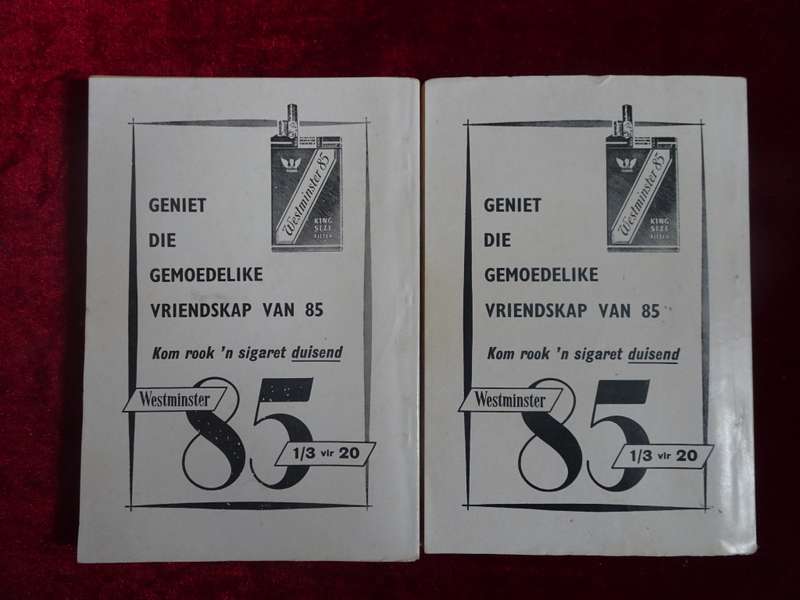 Westminster 85
KING
SIZE
FILTER
GENIET
DIE
GEMOEDELIKE
VRIENDSKAP VAN 85
Kom rook 'n sigaret duisend
Westminster
85
1/3 vir 20
Westminster 85
KING
SIZE
FILTER
GENIET
DIE
GEMOEDELIKE
VRIENDSKAP VAN 85
Kom rook 'n sigaret duisend
Westminster
85
1/3 vir 20